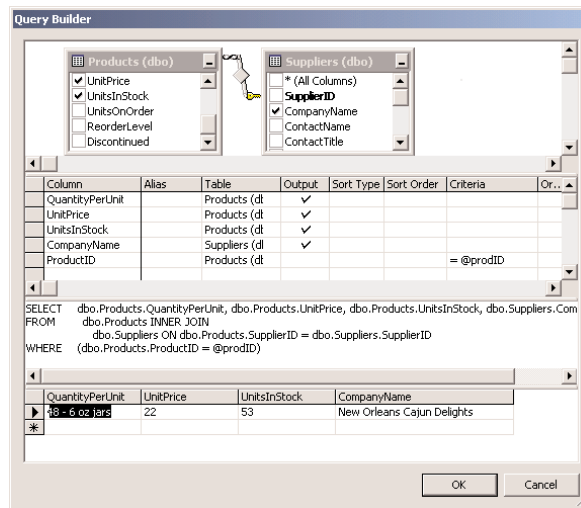 Query Builder
Products (dbo)
UnitPrice
UnitsInStock
UnitsOnOrder
ReorderLevel
Discontinued
Suppliers (dbo)
* (All Columns)
SupplierID
CompanyName
ContactName
ContactTitle
Column Alias Table Output Sort Type Sort Order Criteria Or...
QuantityPerUnit Products (dt
UnitPrice Products (dt
UnitsInStock Products (dt
CompanyName Suppliers (dt
ProductID Products (dt = @prodID
SELECT dbo.Products.QuantityPerUnit, dbo.Products.UnitPrice, dbo.Products.UnitsInStock, dbo.Suppliers.Com
FROM dbo.Products INNER JOIN
dbo.Suppliers ON dbo.Products.SupplierID = dbo.Suppliers.SupplierID
WHERE (dbo.Products.ProductID = @prodID)
QuantityPerUnit UnitPrice UnitsInStock CompanyName
48 - 6 oz jars 22 53 New Orleans Cajun Delights
OK Cancel